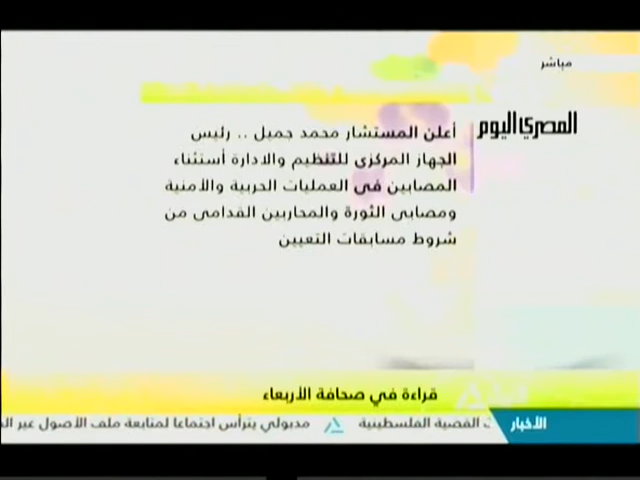 مباشر
المصري اليوم
أعلن المستشار محمد جميل .. رئيس
الجهاز المركزى للتنظيم والادارة أستثناء
المصابين فى العمليات الحربية والأمنية
ومصابى الثورة والمحاربين القدامى من
شروط مسابقات التعيين
قراءة في صحافة الأربعاء
الأخبار
القضية الفلسطينية
مدبولي يترأس اجتماعا لمتابعة ملف الأصول غير